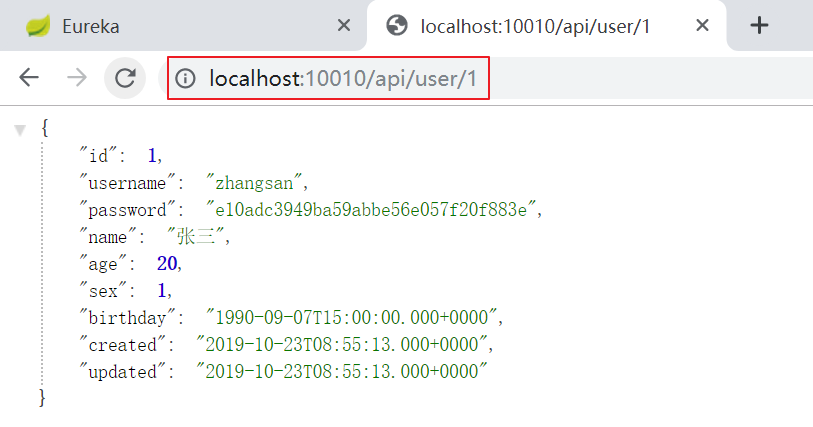 Eureka
localhost:10010/api/user/1
localhost:10010/api/user/1
{
"id": 1,
"username": "zhangsan",
"password": "e10adc3949ba59abbe56e057f20f883e",
"name": "张三",
"age": 20,
"sex": 1,
"birthday": "1990-09-07T15:00:00.000+0000",
"created": "2019-10-23T08:55:13.000+0000",
"updated": "2019-10-23T08:55:13.000+0000"
}